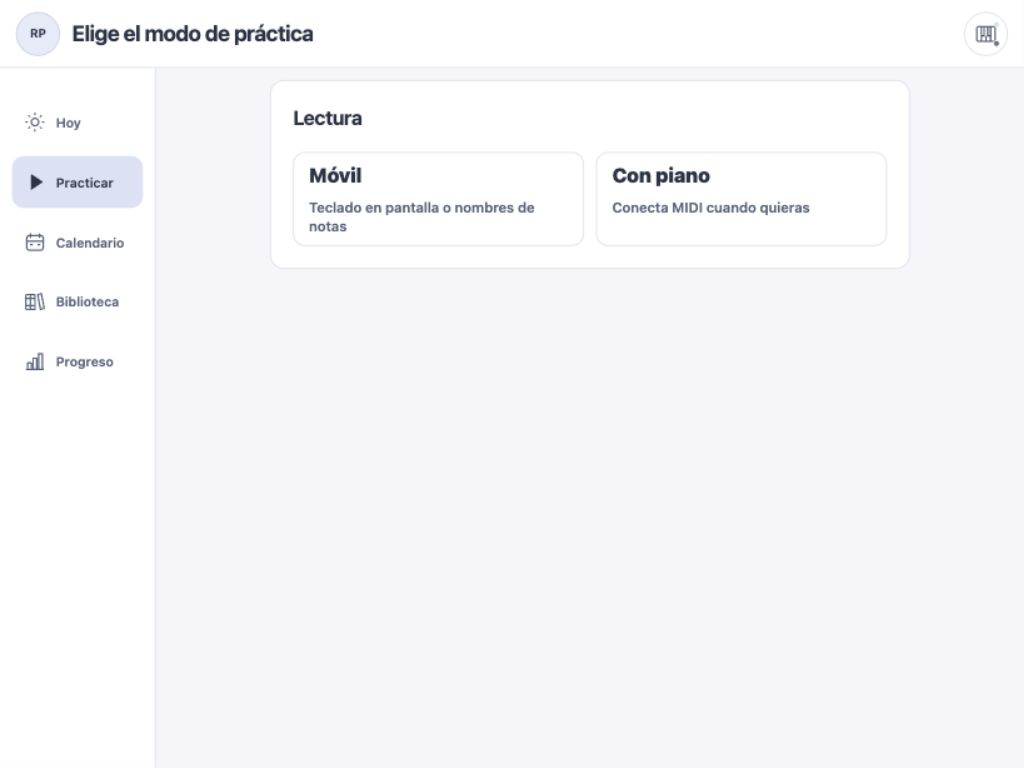 RP
Elige el modo de práctica
Hoy
Practicar
Calendario
Biblioteca
Progreso
Lectura
Móvil
Teclado en pantalla o nombres de
notas
Con piano
Conecta MIDI cuando quieras